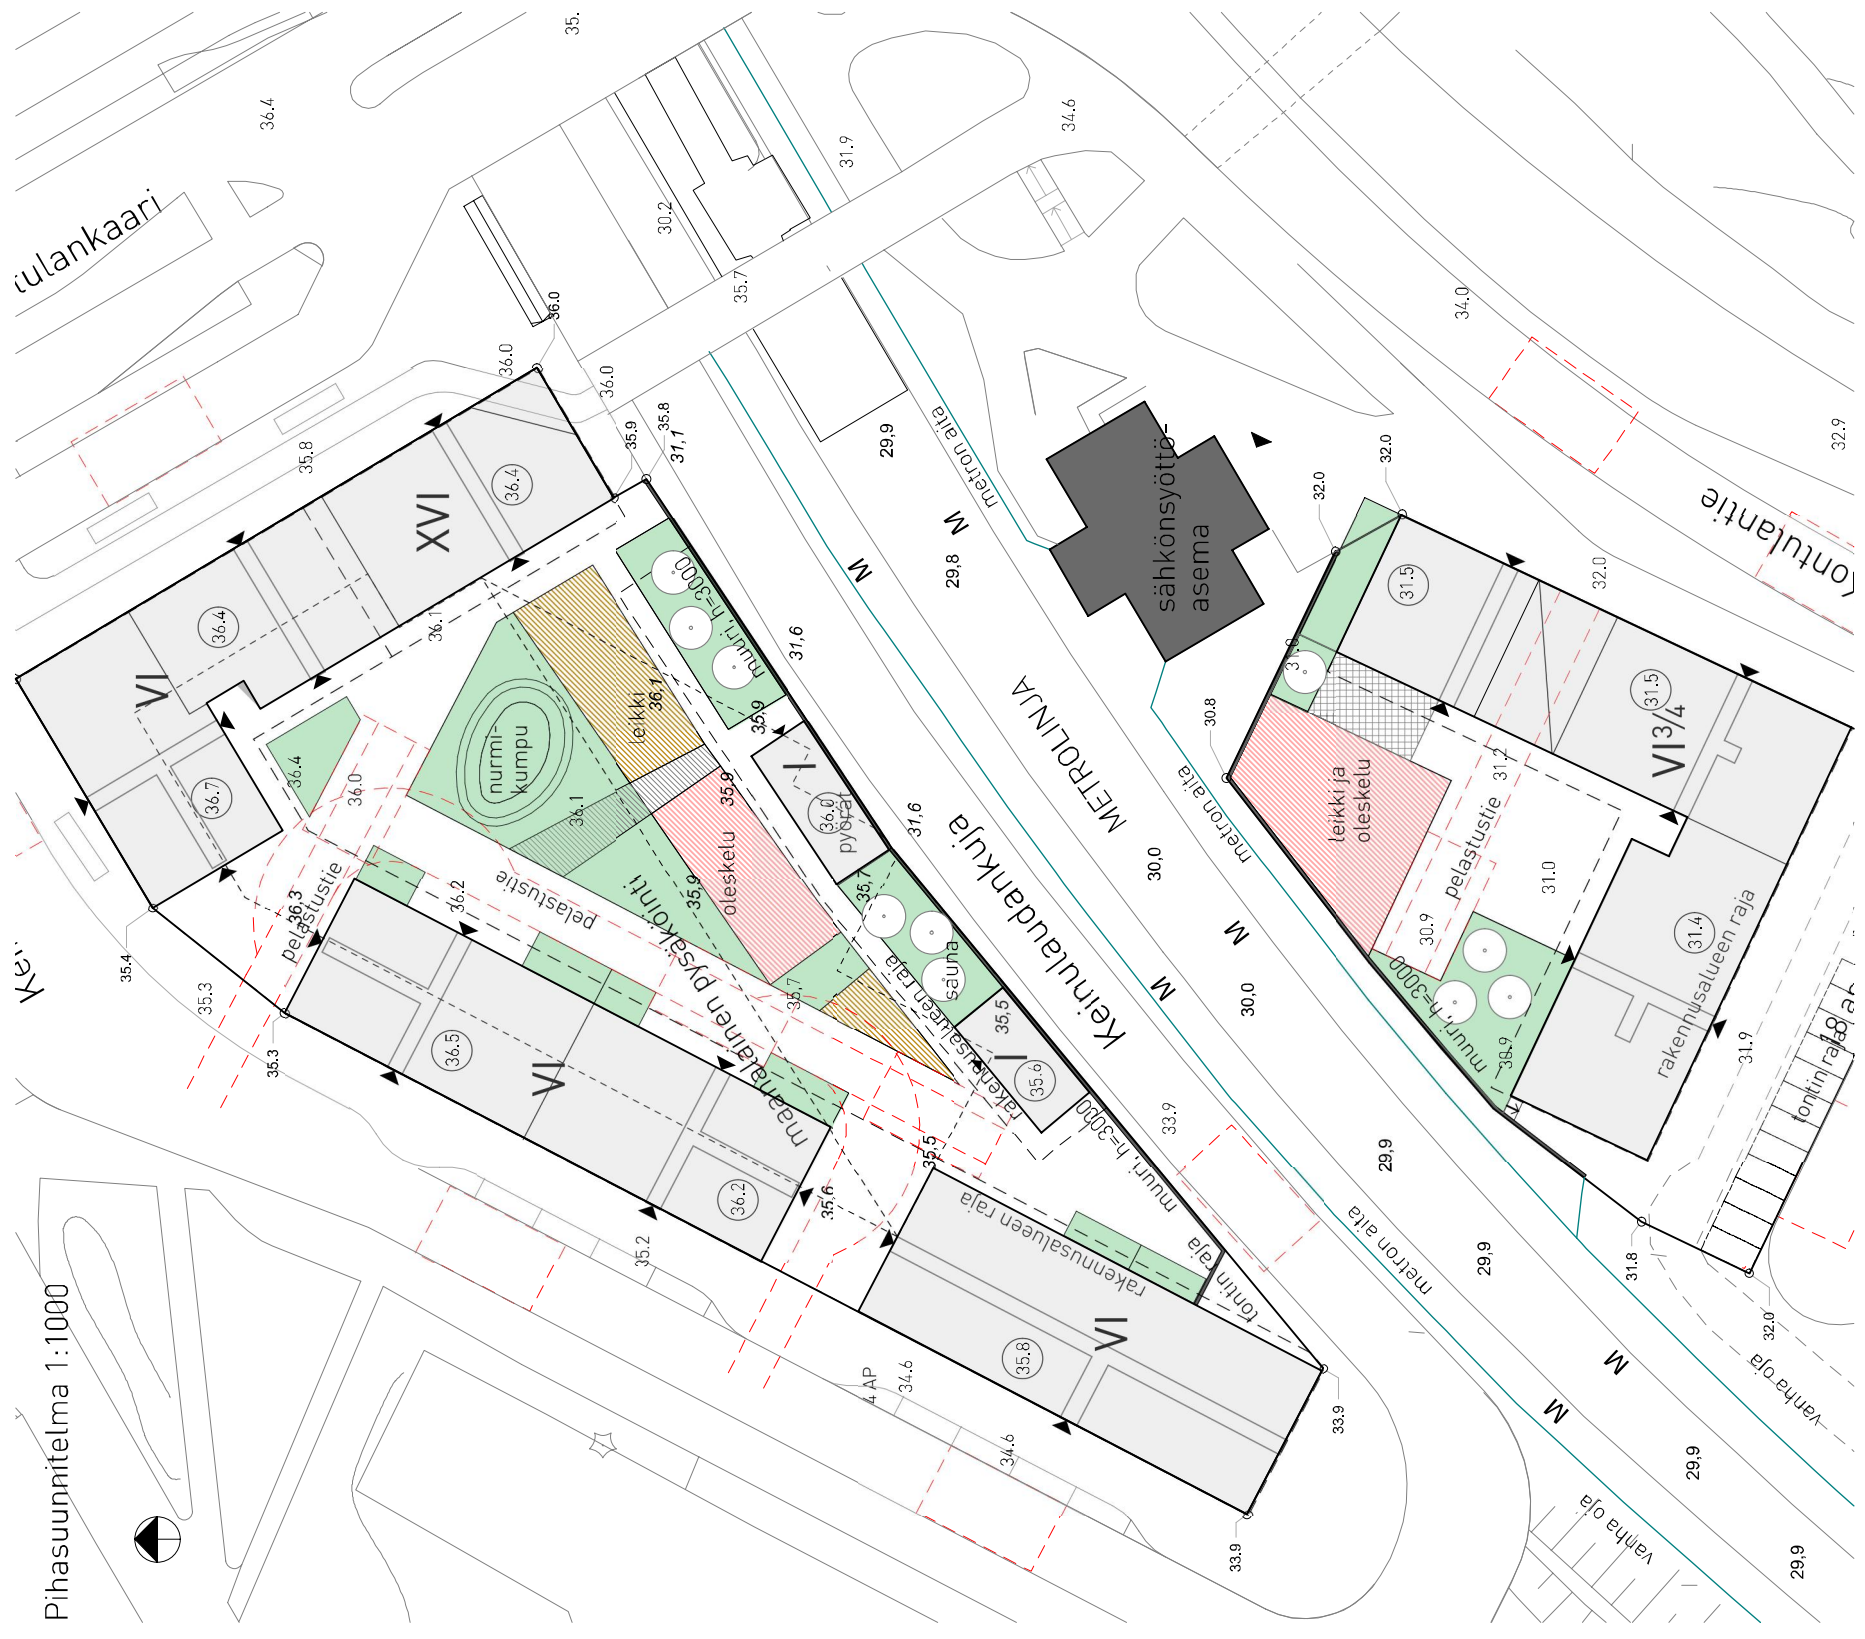 Pihasuunnitelma 1:1000
tulankaari
36.4
35.
34.6
31.9
30.2
35.7
34.0
32.9
36.0
36.0
36.0
35.8
35.9
35.8
31,1
29,9
29,8
metron aita
M
M
sähkönsyöttö-
asema
32.0
32.0
32.0
Kontulantie
XVI
36.4
VI
36.4
36.7
36.1
36.4
36.0
nurmi-
kumpu
leikki
36,1
36.1
muuri, h=3000
31,6
35,9
35,9
35,9
oleskelu
I
36.0
pyörät
31,6
35,7
35.7
sauna
35,5
I
35.6
rakennusalueen raja
rakennusalueen raja
muuri, h=3000
33.9
METROLINJA
Keinulaudankuja
30,0
30,0
M
M
metron aita
30.8
31.0
31.5
31.5
VI¾
leikki ja
oleskelu
31.2
pelastustie
30.9
31.0
muuri, h=3000
30.9
31.4
rakennusalueen raja
31.9
tontin raja
18 ap
31.8
32.0
vanha oja
36,3
pelastustie
pelastustie
36.2
35.4
35.3
35.3
36.5
VI
maanalainen pysäköinti
36.2
35,6
35,5
35.2
rakennusalueen raja
tontin raja
VI
35.8
4 AP
34.6
34.6
33.9
33.9
metron aita
29,9
29,9
M
M
29,9
29,9
vanha oja